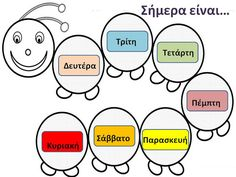 Σήμερα είναι...
Δευτέρα
Τρίτη
Τετάρτη
Πέμπτη
Παρασκευή
Σάββατο
Κυριακή